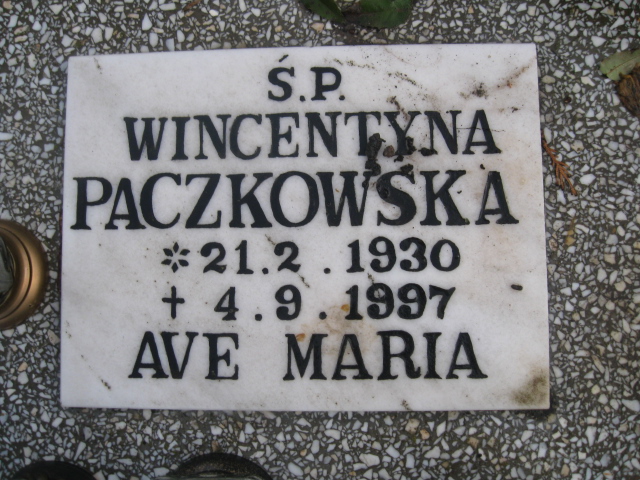 Ś.P.
WINCENTYNA
PACZKOWSKA
* 21.2.1930
† 4.9.1997
AVE MARIA